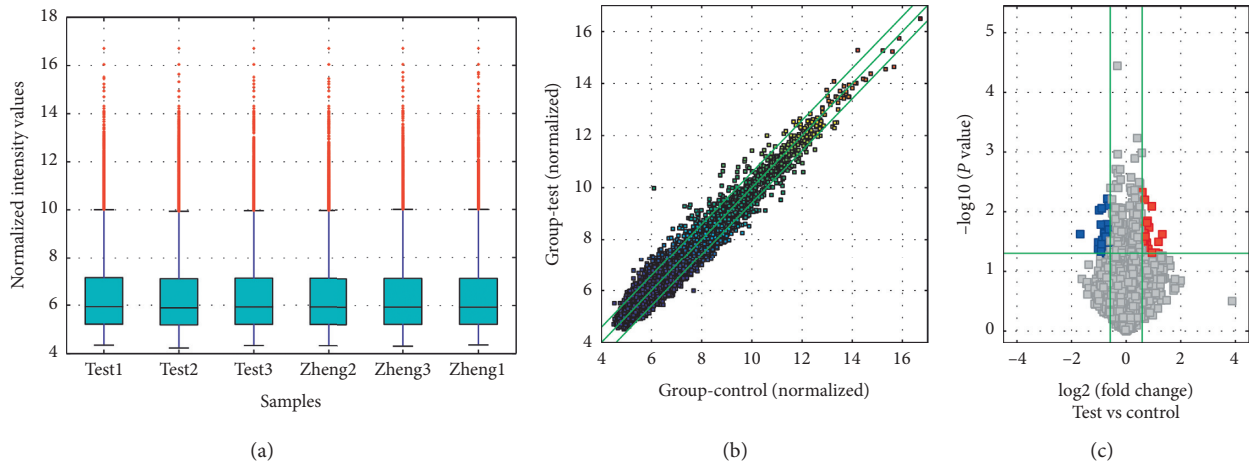 Normalized intensity values
18
16
14
12
10
8
6
4
Test1 Test2 Test3 Zheng2 Zheng3 Zheng1
Samples
(a)
Group-test (normalized)
16
14
12
10
8
6
4
4 6 8 10 12 14 16
Group-control (normalized)
(b)
−log10 (P value)
5
4
3
2
1
0
−4 −2 0 2 4
log2 (fold change)
Test vs control
(c)